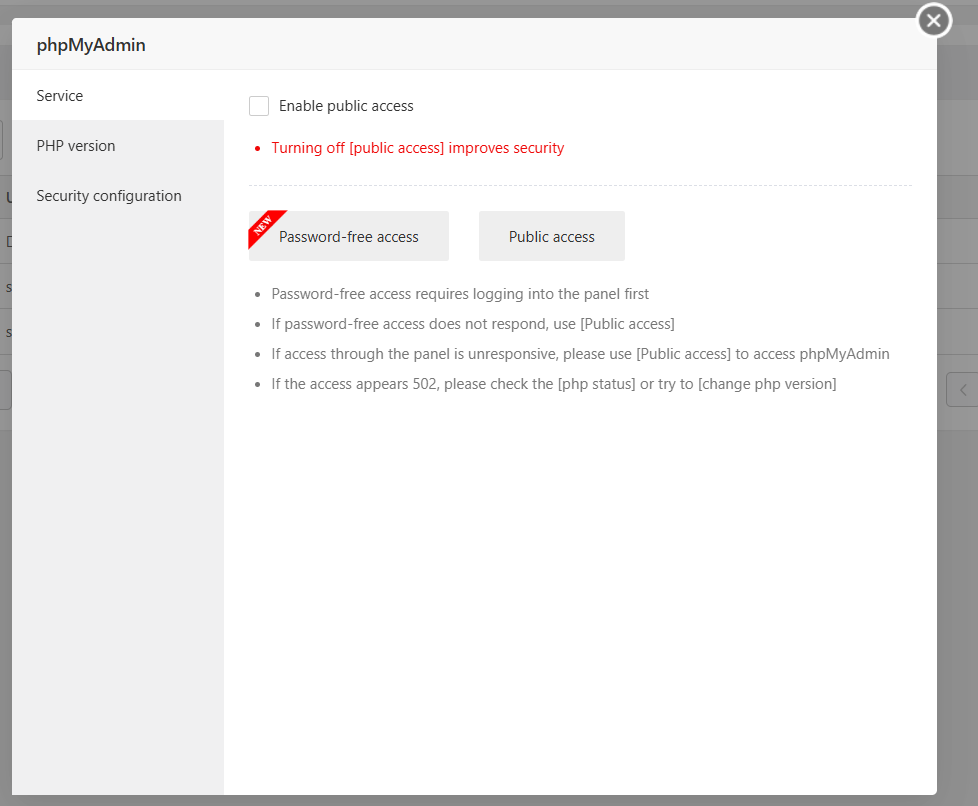 phpMyAdmin
Service
PHP version
Security configuration
Enable public access
Turning off [public access] improves security
NEW
Password-free access
Public access
Password-free access requires logging into the panel first
If password-free access does not respond, use [Public access]
If access through the panel is unresponsive, please use [Public access] to access phpMyAdmin
If the access appears 502, please check the [php status] or try to [change php version]